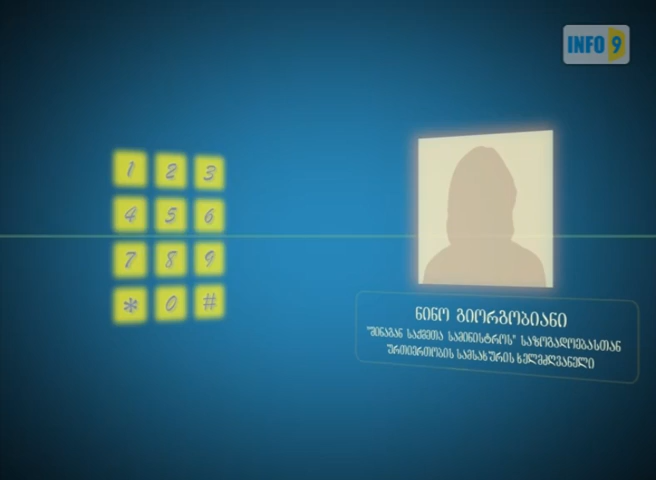 INFO 9
1 2 3
4 5 6
7 8 9
* 0 #
ნინო გიორგობიანი
"შინაგან საქმეთა სამინისტროს" საზოგადოებასთან
ურთიერთობის სამსახურის ხელმძღვანელი